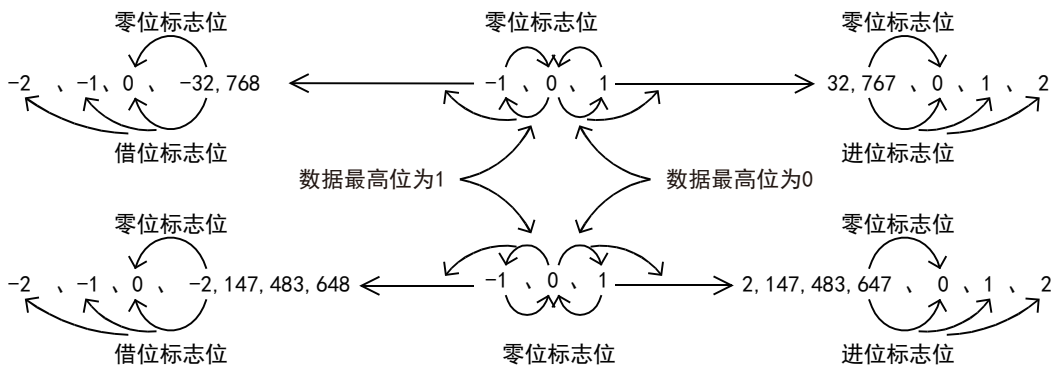 零位标志位 零位标志位 零位标志位
-2 、 -1、0、 -32,768 -1、0、1 32,767 、0、1、2
借位标志位 进位标志位
数据最高位为1 数据最高位为0
零位标志位 零位标志位
-2 、 -1、0、 -2,147,483,648 -1、0、1 2,147,483,647 、 0、1、 2
借位标志位 零位标志位 进位标志位